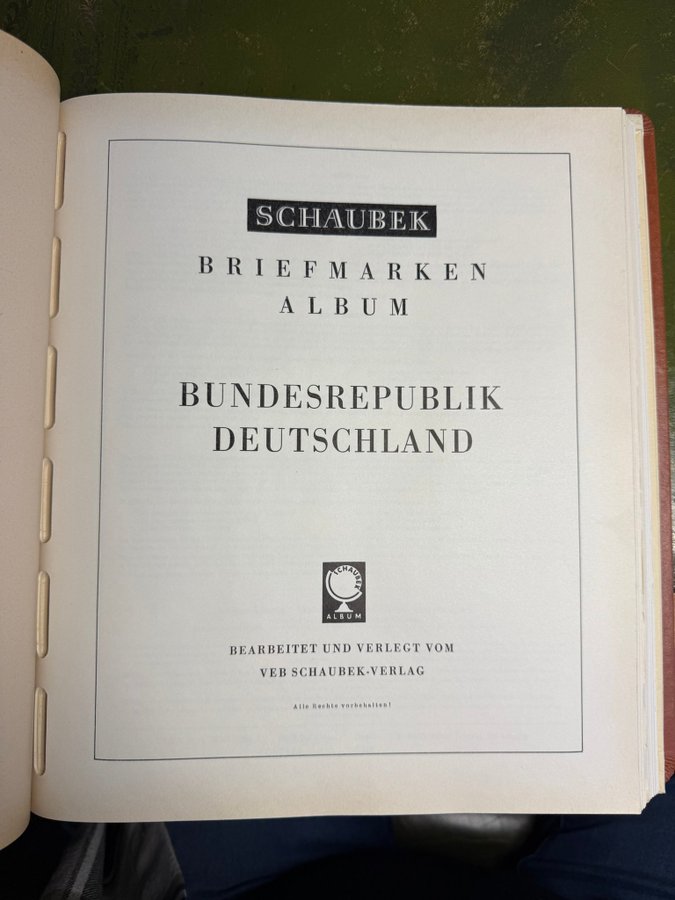 SCHAUBEK
BRIEFMARKEN
ALBUM
BUNDESREPUBLIK
DEUTSCHLAND
SCHAUBEK
ALBUM
BEARBEITET UND VERLEGT VOM
VEB SCHAUBEK-VERLAG
Alle Rechte vorbehalten!